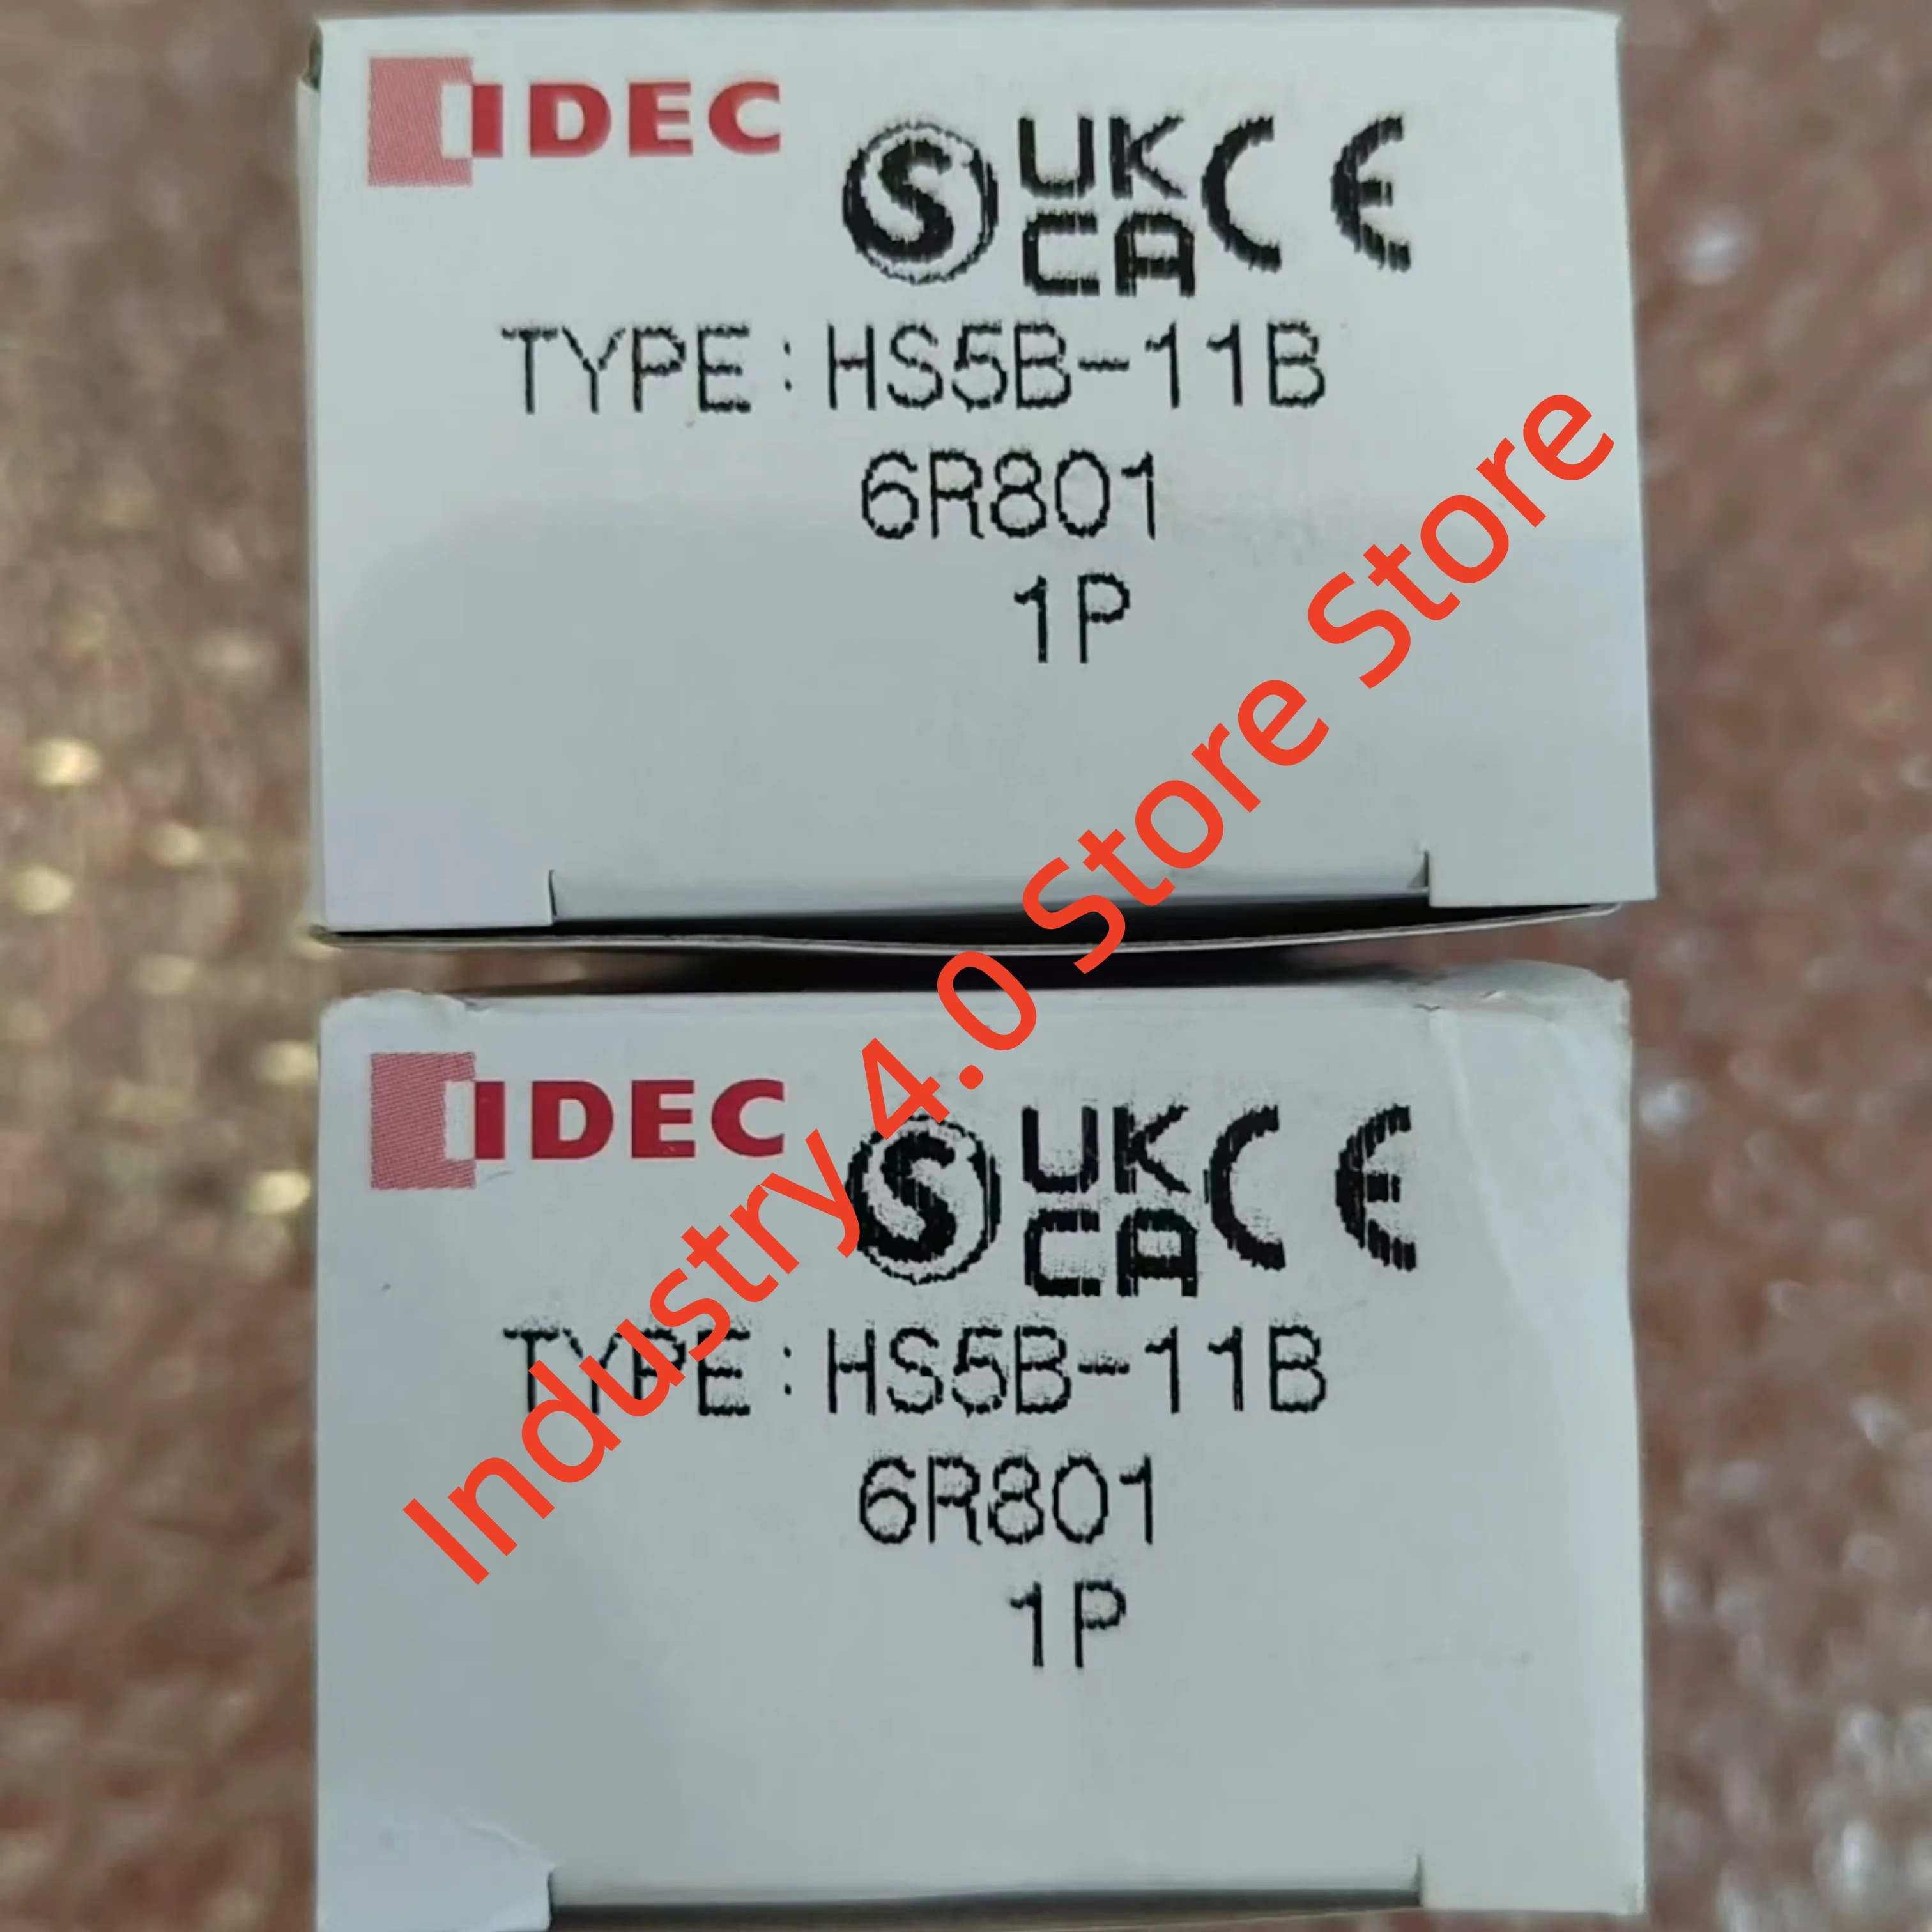 IDEC
S UK CA CE
TYPE:HS5B-11B
6R801
1P
IDEC
S UK CA CE
TYPE:HS5B-11B
6R801
1P
Industry 4.0 Store Store